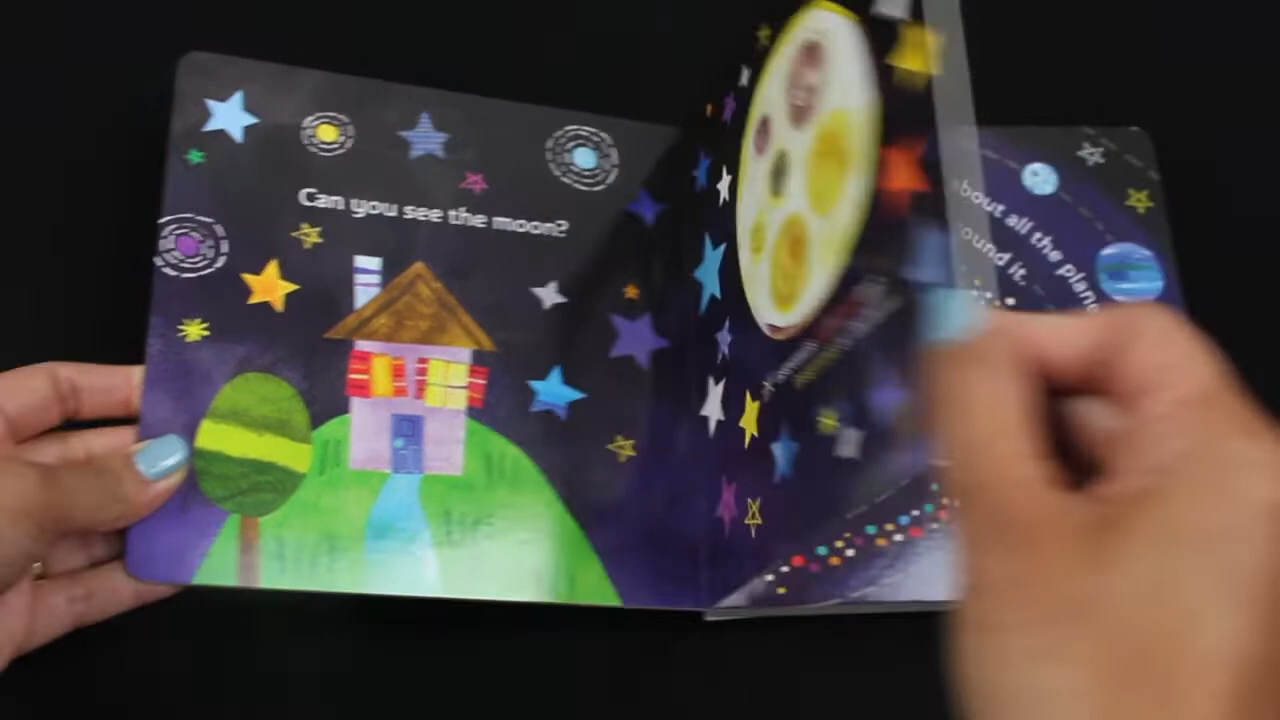 Can you see the moon?
bout all the plan
ound it.